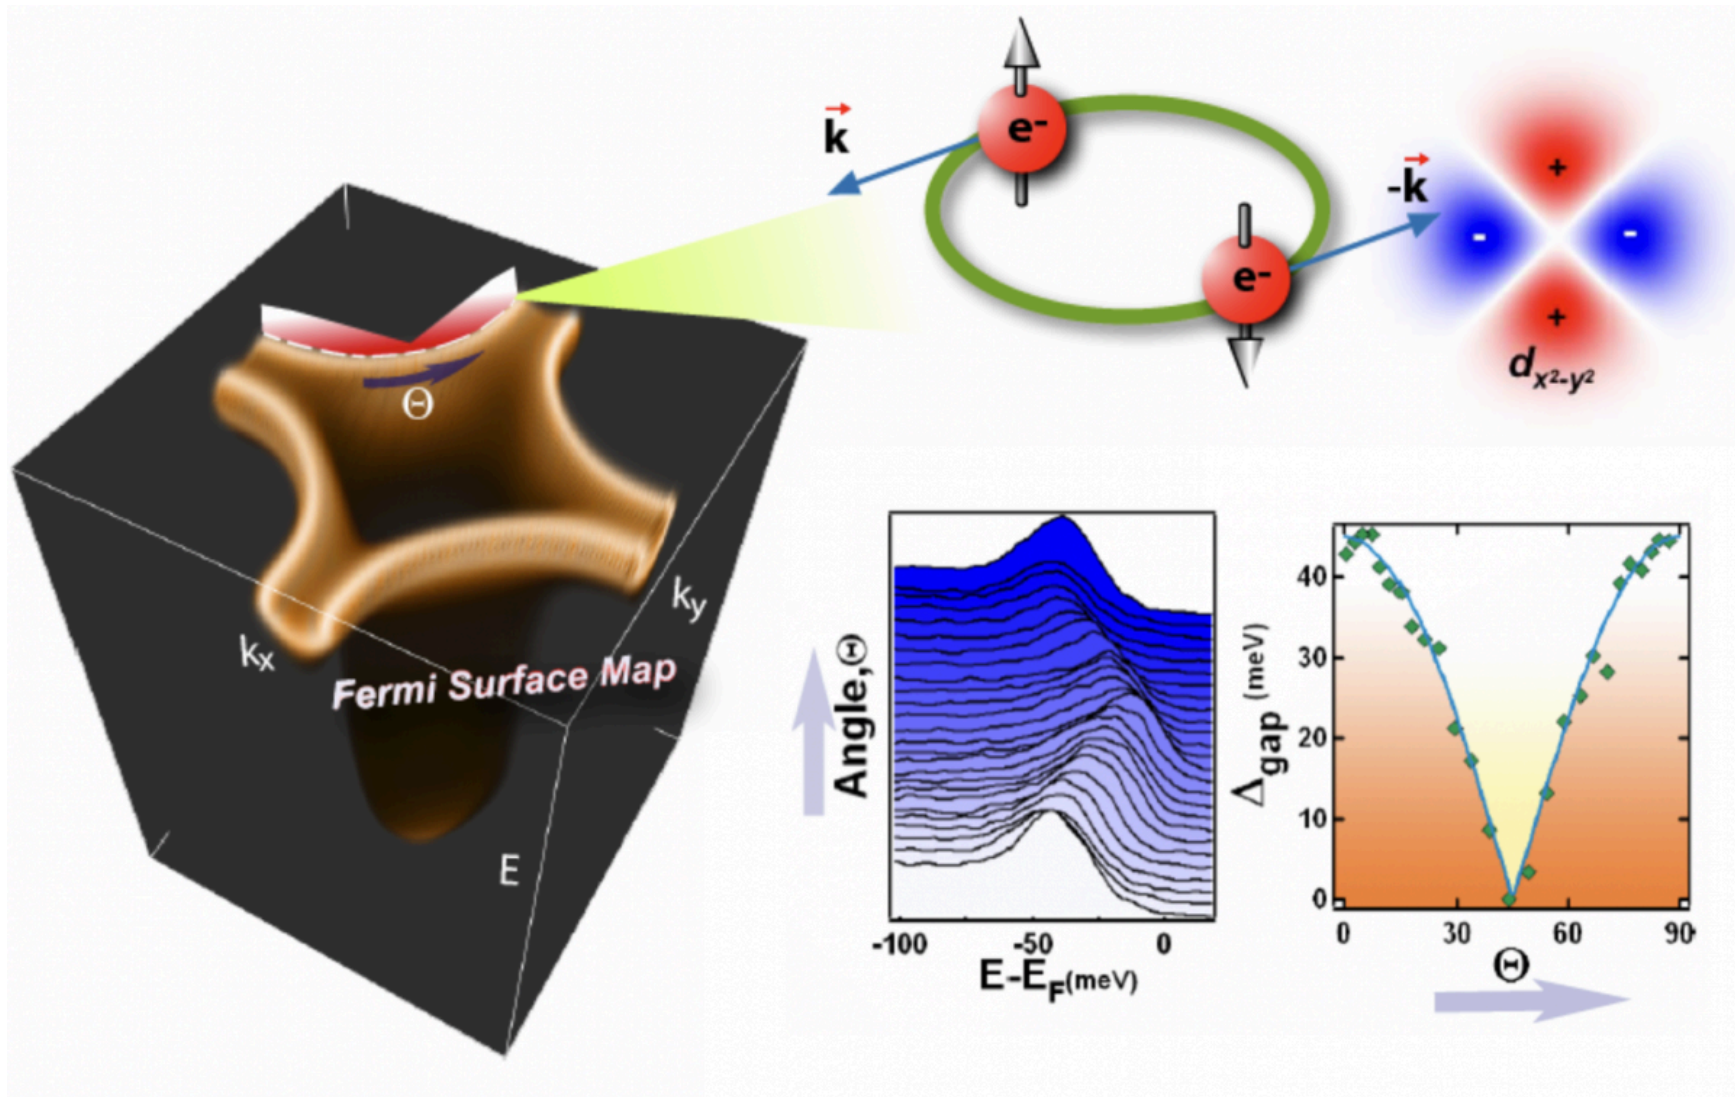 k⃗
e-
e-
-k⃗
+
-
-
+
dx²-y²
Θ
kx
ky
Fermi Surface Map
E
Angle,Θ
-100
-50
0
E-EF(meV)
Δgap (meV)
40
30
20
10
0
0
30
60
90
Θ